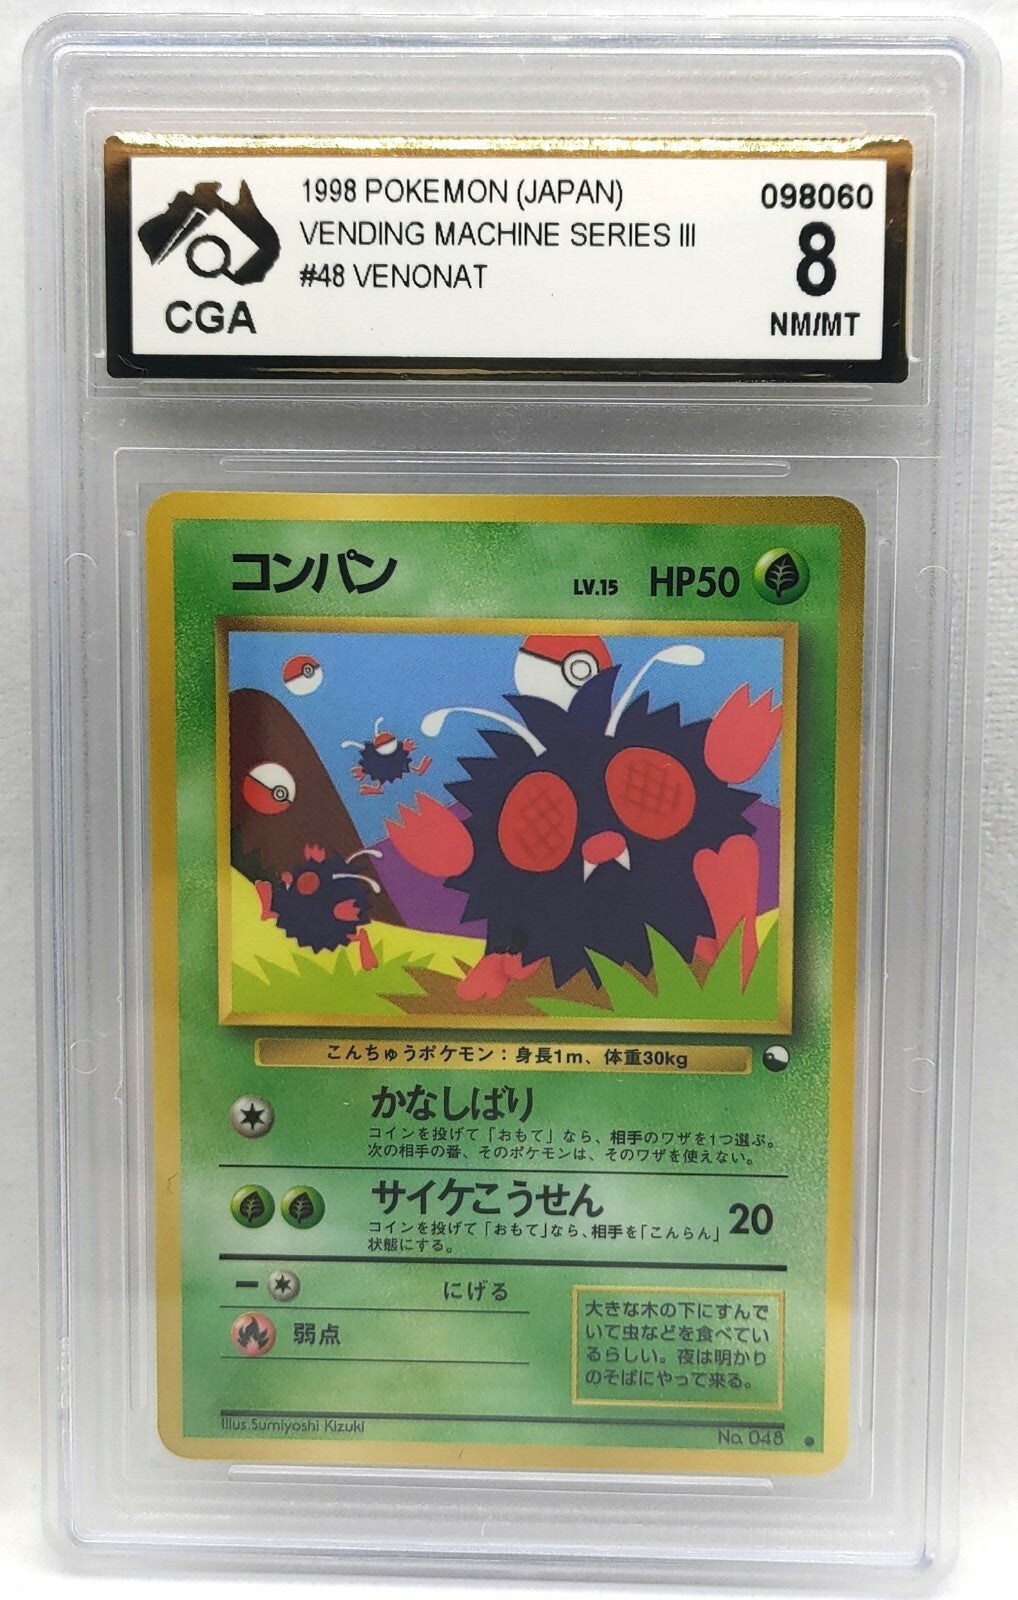 1998 POKEMON (JAPAN)
VENDING MACHINE SERIES III
#48 VENONAT
098060
8
NM/MT
CGA
コンパン
LV.15 HP50
こんちゅうポケモン：身長1m、体重30kg
かなしばり
コインを投げて「おもて」なら、相手のワザを1つ選ぶ。
次の相手の番、そのポケモンは、そのワザを使えない。
サイケこうせん 20
コインを投げて「おもて」なら、相手を「こんらん」
状態にする。
にげる
弱点
大きな木の下にすんで
いて虫などを食べてい
るらしい。夜は明かり
のそばにやって来る。
Illus.Sumiyoshi Kizuki
No. 048